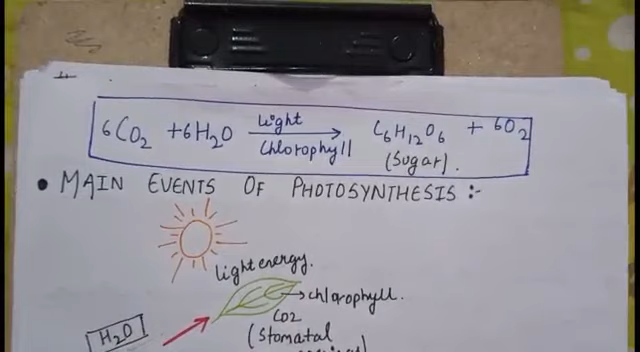 6CO2 + 6H2O Light Chlorophyll C6H12O6 (Sugar). + 6O2
• MAIN EVENTS OF PHOTOSYNTHESIS :-
light energy.
chlorophyll.
CO2
H2O
(Stomatal